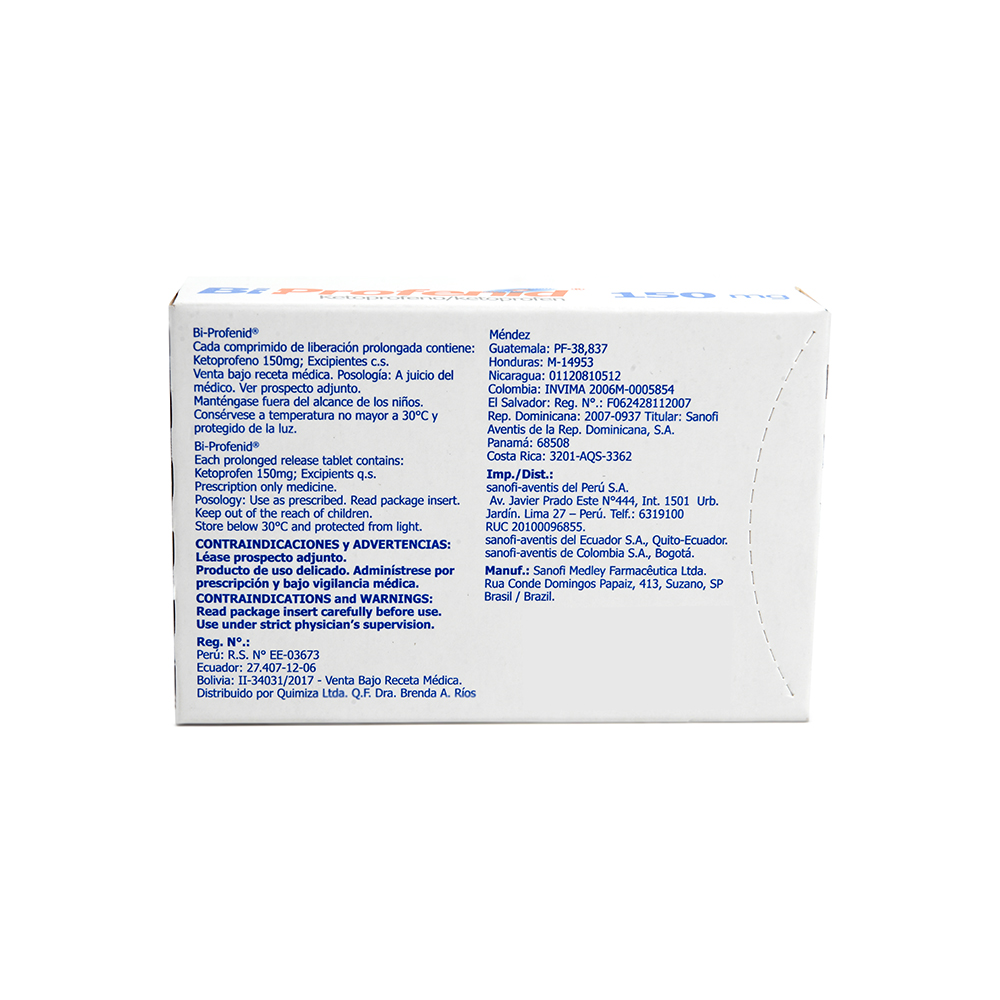 Bi Profenid® 150 mg
Ketoprofeno/ketoprofen
Bi-Profenid®
Cada comprimido de liberación prolongada contiene:
Ketoprofeno 150mg; Excipientes c.s.
Venta bajo receta médica. Posología: A juicio del
médico. Ver prospecto adjunto.
Manténgase fuera del alcance de los niños.
Consérvese a temperatura no mayor a 30°C y
protegido de la luz.
Bi-Profenid®
Each prolonged release tablet contains:
Ketoprofen 150mg; Excipients q.s.
Prescription only medicine.
Posology: Use as prescribed. Read package insert.
Keep out of the reach of children.
Store below 30°C and protected from light.
CONTRAINDICACIONES y ADVERTENCIAS:
Léase prospecto adjunto.
Producto de uso delicado. Adminístrese por
prescripción y bajo vigilancia médica.
CONTRAINDICATIONS and WARNINGS:
Read package insert carefully before use.
Use under strict physician's supervision.
Reg. N°.:
Perú: R.S. N° EE-03673
Ecuador: 27.407-12-06
Bolivia: II-34031/2017 - Venta Bajo Receta Médica.
Distribuido por Quimiza Ltda. Q.F. Dra. Brenda A. Ríos
Méndez
Guatemala: PF-38,837
Honduras: M-14953
Nicaragua: 01120810512
Colombia: INVIMA 2006M-0005854
El Salvador: Reg. N°.: F062428112007
Rep. Dominicana: 2007-0937 Titular: Sanofi
Aventis de la Rep. Dominicana, S.A.
Panamá: 68508
Costa Rica: 3201-AQS-3362
Imp./Dist.:
sanofi-aventis del Perú S.A.
Av. Javier Prado Este N°444, Int. 1501 Urb.
Jardín. Lima 27 – Perú. Telf.: 6319100
RUC 20100096855.
sanofi-aventis del Ecuador S.A., Quito-Ecuador.
sanofi-aventis de Colombia S.A., Bogotá.
Manuf.: Sanofi Medley Farmacêutica Ltda.
Rua Conde Domingos Papaiz, 413, Suzano, SP
Brasil / Brazil.